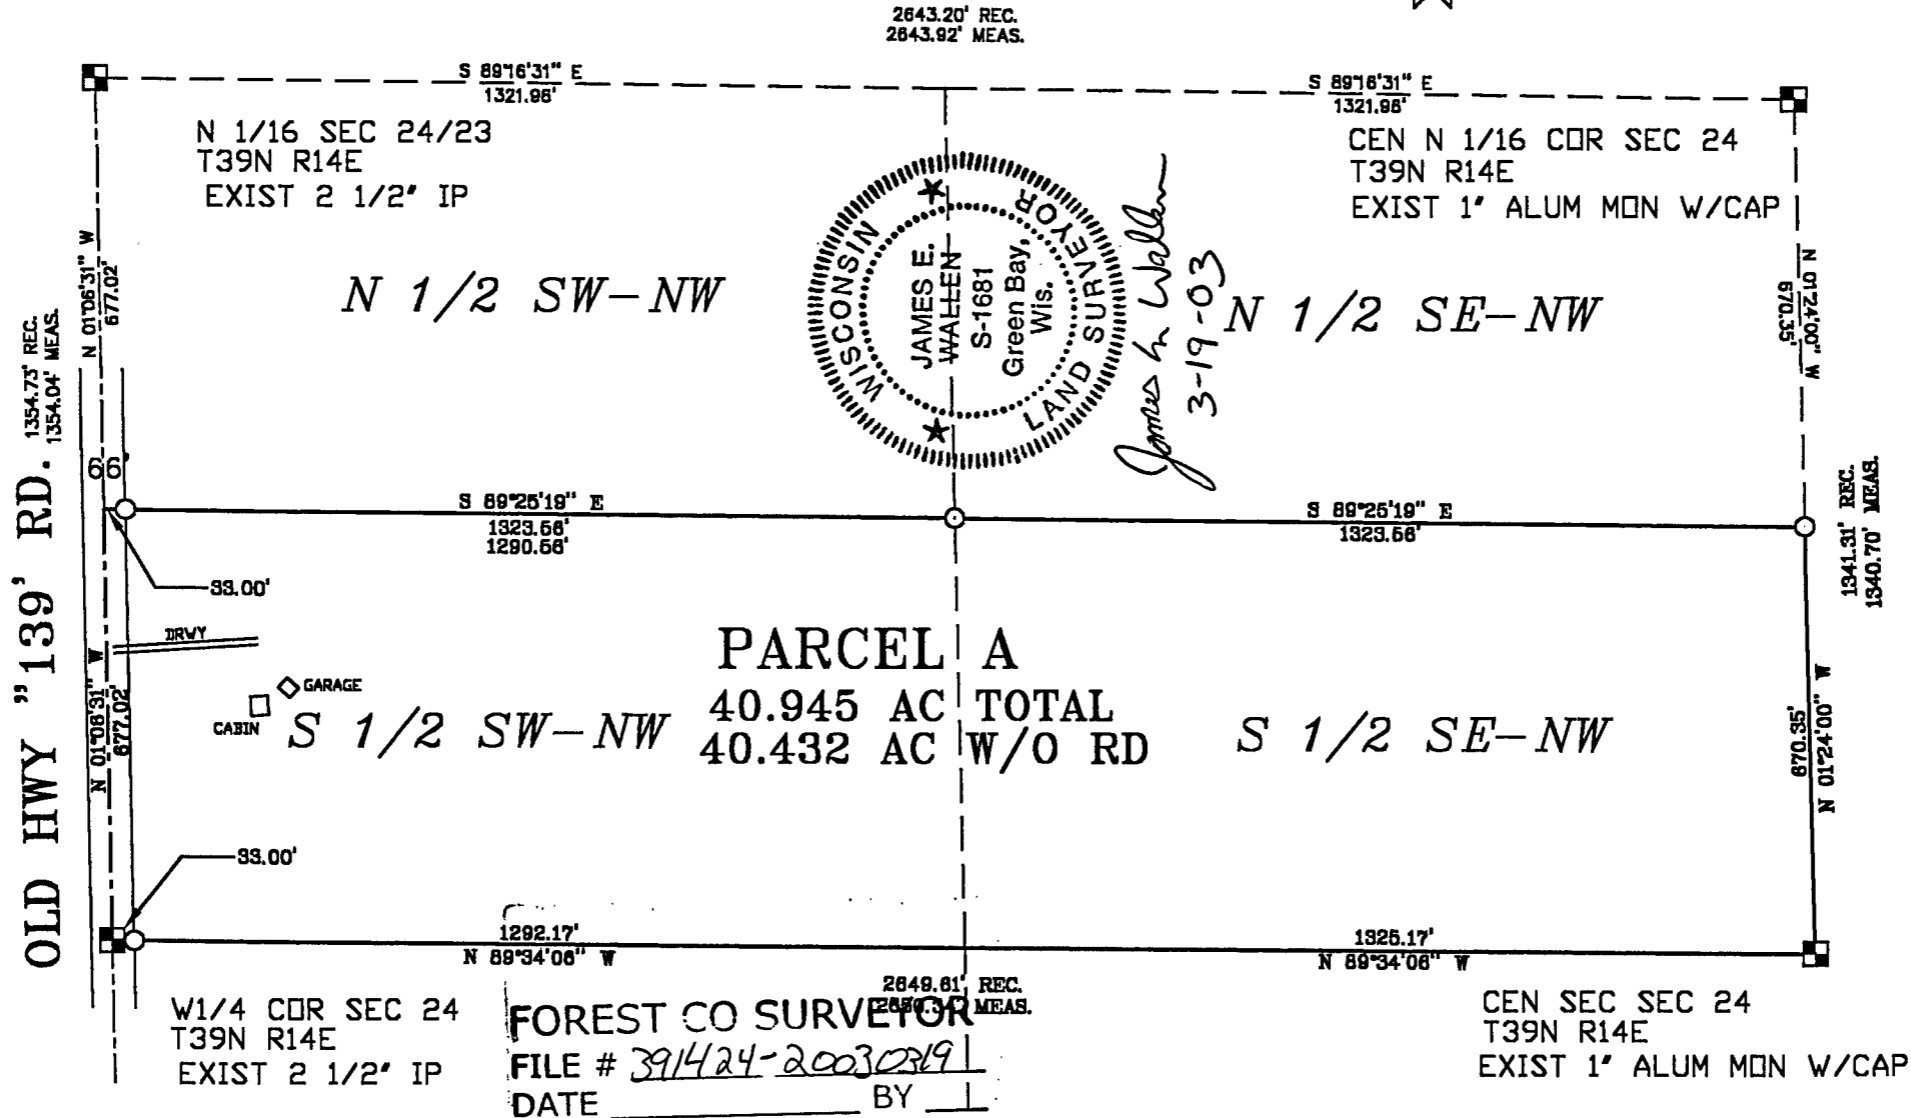 2643.20' REC.
2643.92' MEAS.
S 89°16'31" E
1321.96'
S 89°16'31" E
1321.96'
N 1/16 SEC 24/23
T39N R14E
EXIST 2 1/2" IP
CEN N 1/16 COR SEC 24
T39N R14E
EXIST 1" ALUM MON W/CAP
N 01°06'31" W
677.02'
N 01°24'00" W
670.35'
N 1/2 SW-NW
WISCONSIN
LAND SURVEYOR
JAMES E.
WALLEN
S-1681
Green Bay,
Wis.
3-19-03
N 1/2 SE-NW
1354.73' REC.
1354.04' MEAS.
OLD HWY "139' RD.
66'
S 89°25'19" E
1323.56'
1290.56'
S 89°25'19" E
1323.56'
1341.31' REC.
1340.70' MEAS.
33.00'
DRWY
GARAGE
CABIN
N 01°06'31" W
677.02'
PARCEL A
40.945 AC TOTAL
40.432 AC W/O RD
S 1/2 SW-NW
S 1/2 SE-NW
670.35'
N 01°24'00" W
33.00'
1292.17'
N 89°34'06" W
1325.17'
N 89°34'06" W
2649.61' REC.
MEAS.
W1/4 COR SEC 24
T39N R14E
EXIST 2 1/2" IP
FOREST CO SURVEYOR
FILE # 391424-20030319
DATE BY
CEN SEC SEC 24
T39N R14E
EXIST 1" ALUM MON W/CAP